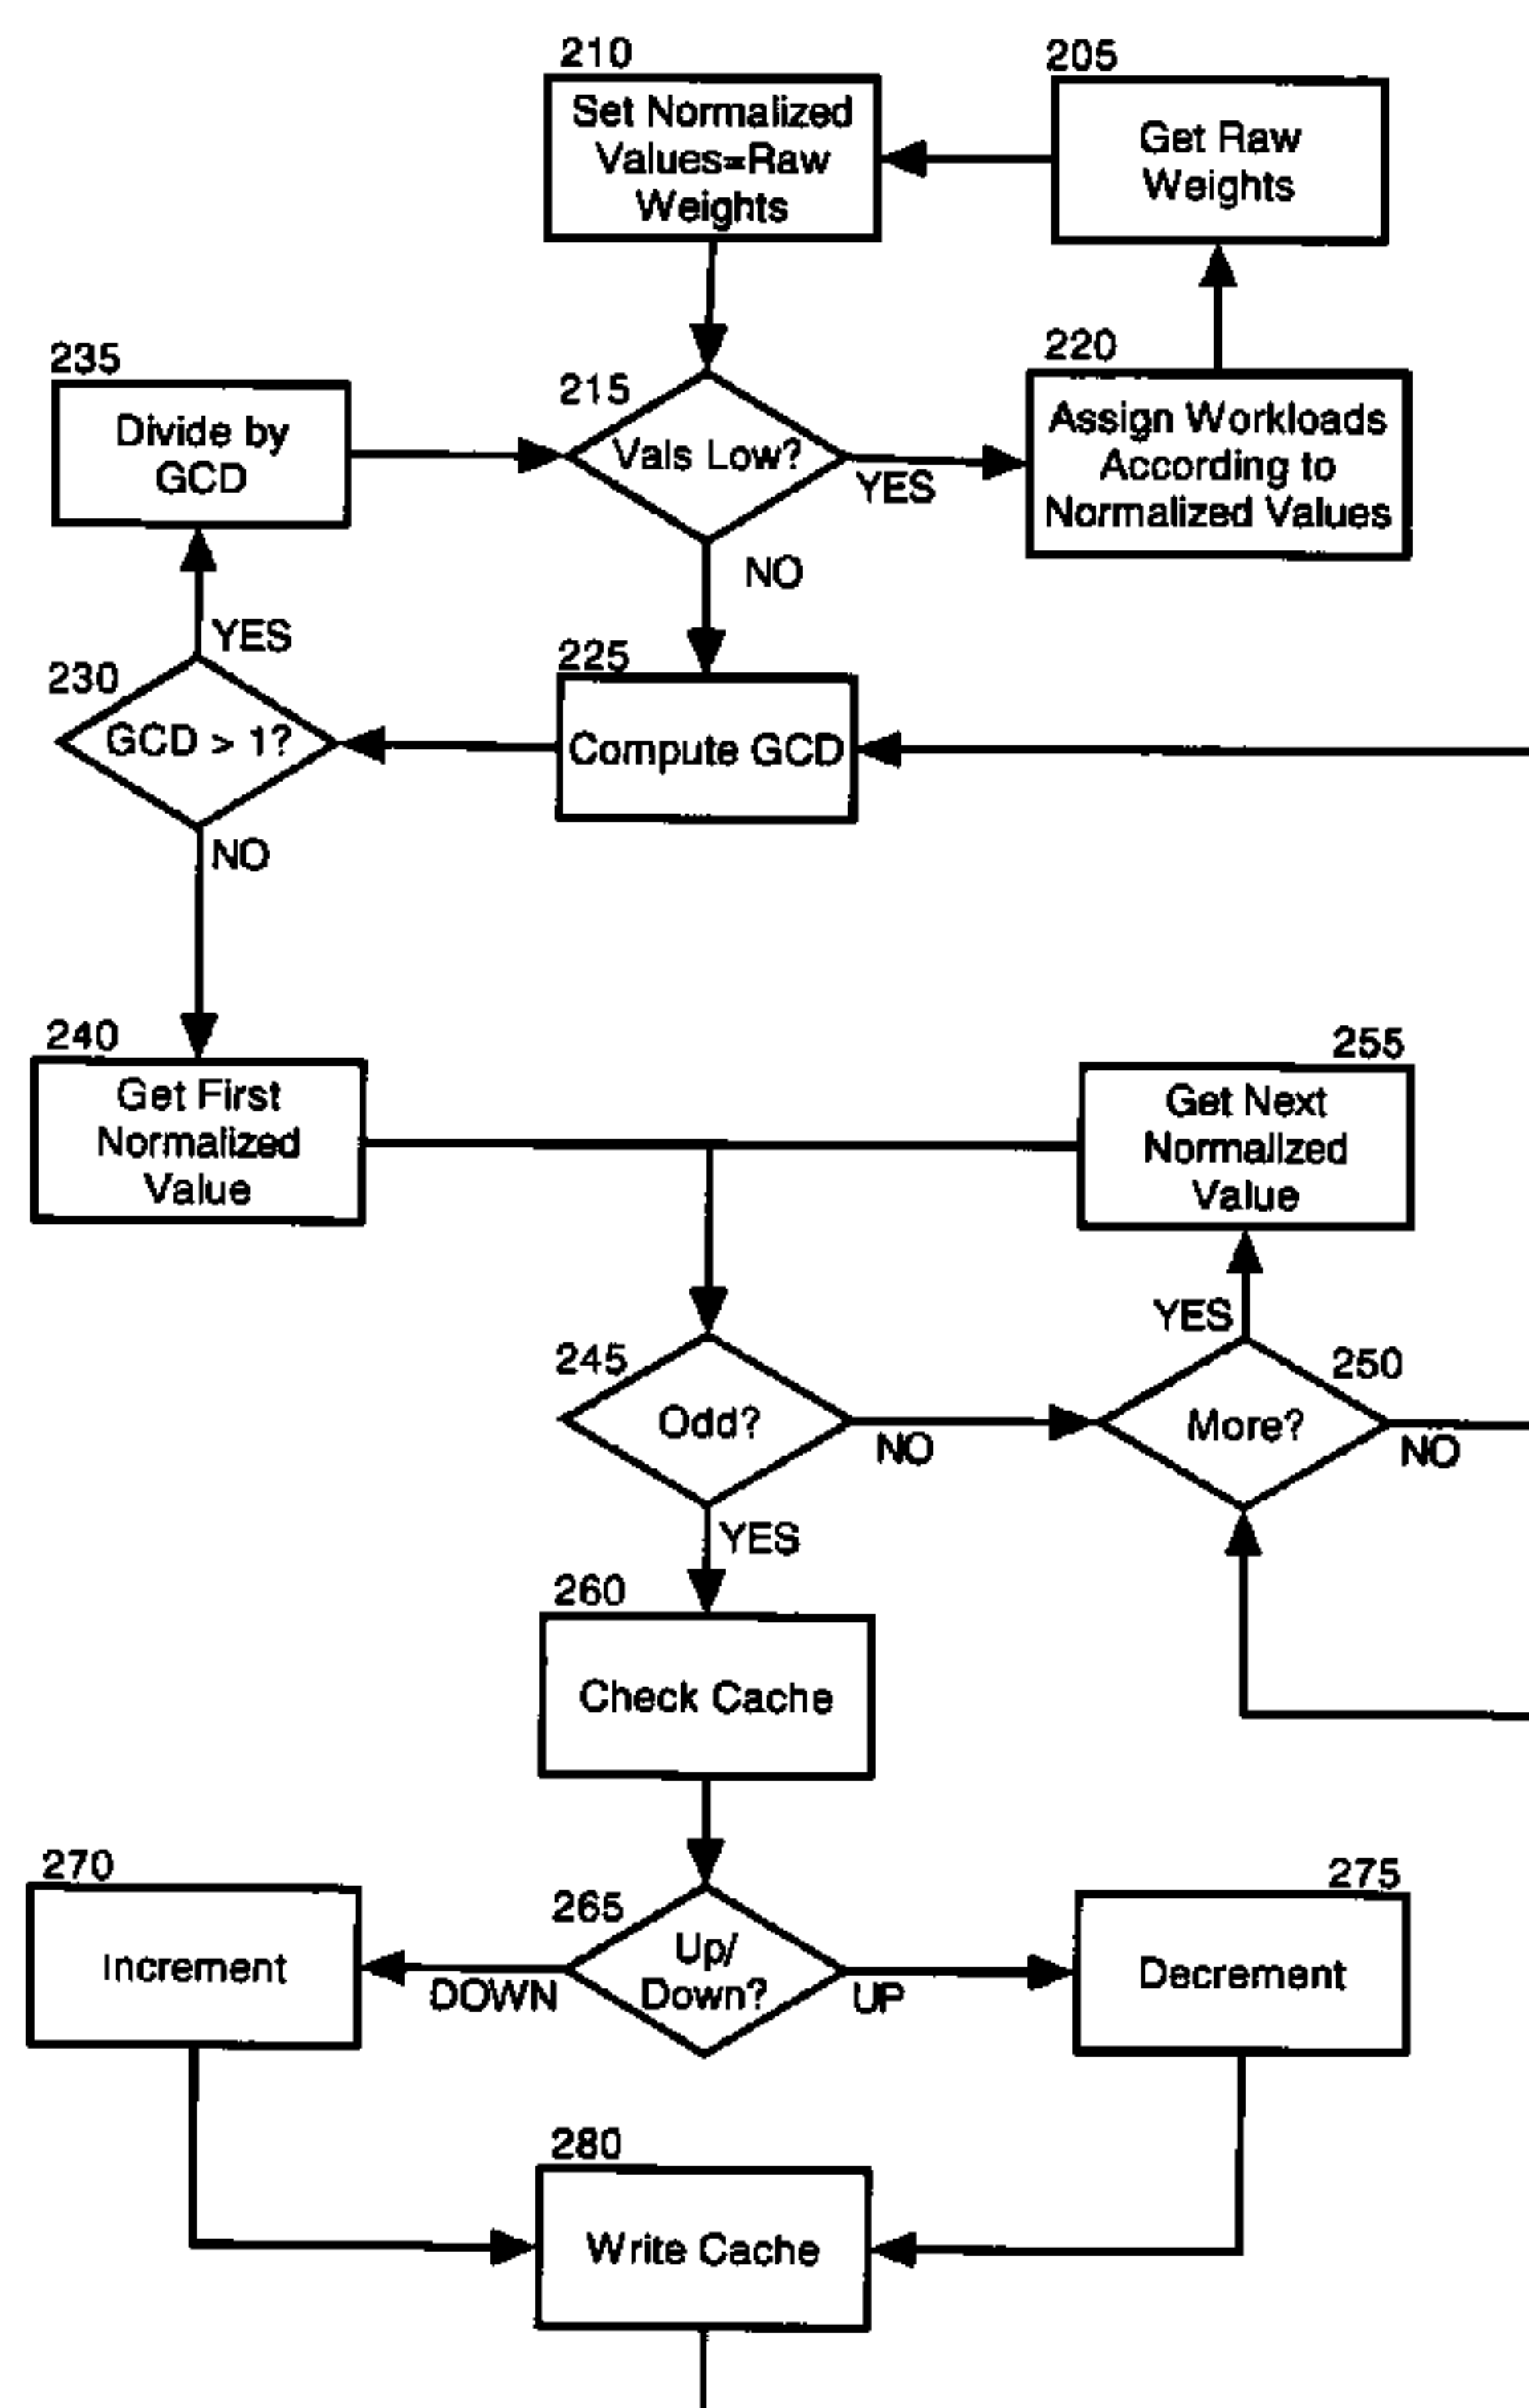 210
Set Normalized
Values=Raw
Weights
205
Get Raw
Weights
235
Divide by
GCD
215
Vals Low?
YES
NO
220
Assign Workloads
According to
Normalized Values
YES
230
GCD > 1?
NO
225
Compute GCD
240
Get First
Normalized
Value
255
Get Next
Normalized
Value
YES
245
Odd?
NO
YES
250
More?
NO
260
Check Cache
270
Increment
265
Up/
Down?
DOWN
UP
275
Decrement
280
Write Cache